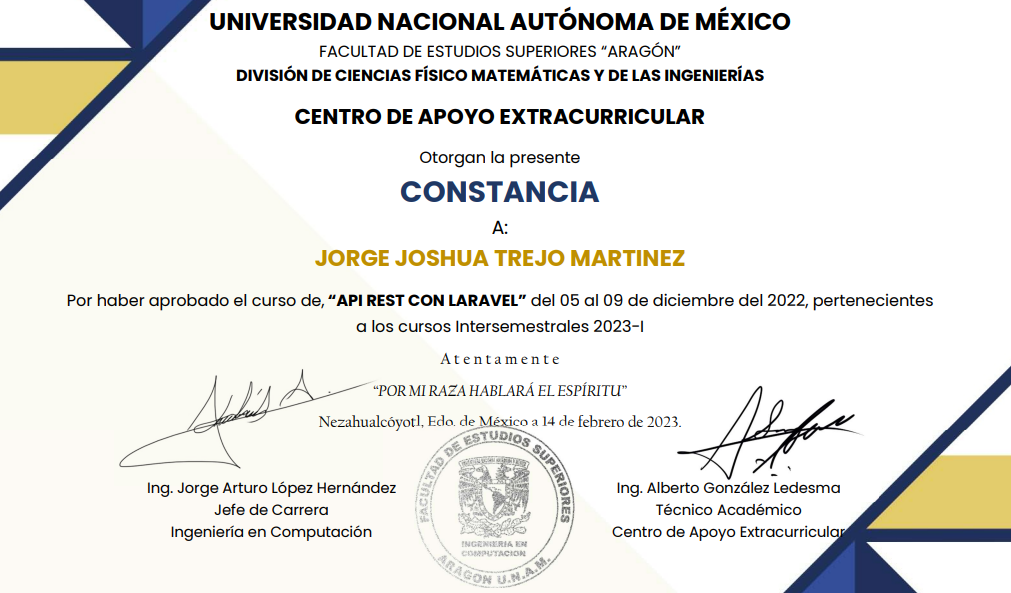 UNIVERSIDAD NACIONAL AUTÓNOMA DE MÉXICO
FACULTAD DE ESTUDIOS SUPERIORES “ARAGÓN”
DIVISIÓN DE CIENCIAS FÍSICO MATEMÁTICAS Y DE LAS INGENIERÍAS
CENTRO DE APOYO EXTRACURRICULAR
Otorgan la presente
CONSTANCIA
A:
JORGE JOSHUA TREJO MARTINEZ
Por haber aprobado el curso de, “API REST CON LARAVEL” del 05 al 09 de diciembre del 2022, pertenecientes
a los cursos Intersemestrales 2023-I
Atentamente
“POR MI RAZA HABLARÁ EL ESPÍRITU”
Nezahualcóyotl, Edo. de México a 14 de febrero de 2023.
Ing. Jorge Arturo López Hernández
Jefe de Carrera
Ingeniería en Computación
FACULTAD DE ESTUDIOS SUPERIORES
INGENIERIA EN
COMPUTACION
ARAGON U.N.A.M.
Ing. Alberto González Ledesma
Técnico Académico
Centro de Apoyo Extracurricular